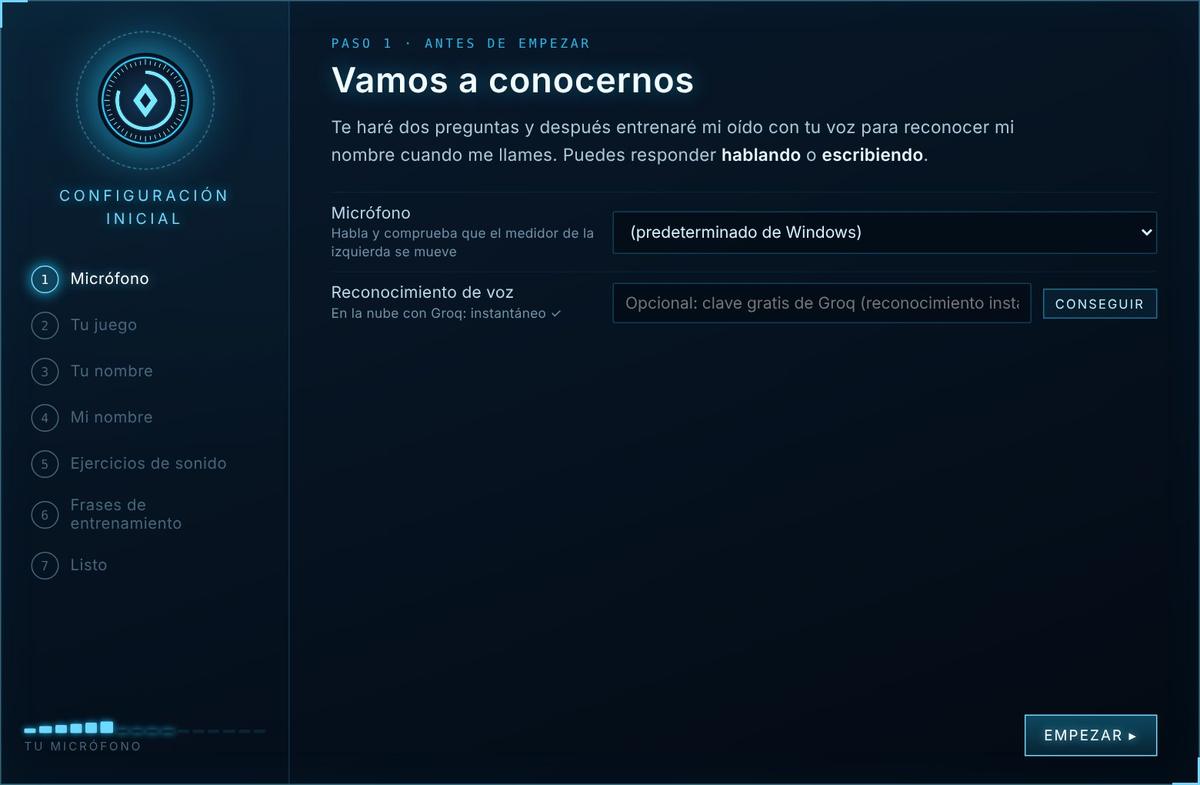 CONFIGURACIÓN
INICIAL
1 Micrófono
2 Tu juego
3 Tu nombre
4 Mi nombre
5 Ejercicios de sonido
6 Frases de
entrenamiento
7 Listo
TU MICRÓFONO
PASO 1 · ANTES DE EMPEZAR
Vamos a conocernos
Te haré dos preguntas y después entrenaré mi oído con tu voz para reconocer mi
nombre cuando me llames. Puedes responder hablando o escribiendo.
Micrófono
Habla y comprueba que el medidor de la
izquierda se mueve
(predeterminado de Windows)
Reconocimiento de voz
En la nube con Groq: instantáneo ✓
Opcional: clave gratis de Groq (reconocimiento insta
CONSEGUIR
EMPEZAR ▸